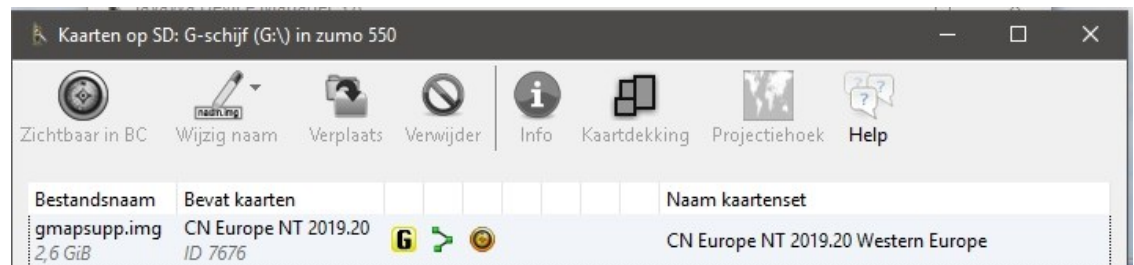 Kaarten op SD: G-schijf (G:\) in zumo 550
nadn.img
Zichtbaar in BC Wijzig naam Verplaats Verwijder Info Kaartdekking Projectiehoek Help
Bestandsnaam Bevat kaarten Naam kaartenset
gmapsupp.img CN Europe NT 2019.20 CN Europe NT 2019.20 Western Europe
2,6 GiB ID 7676